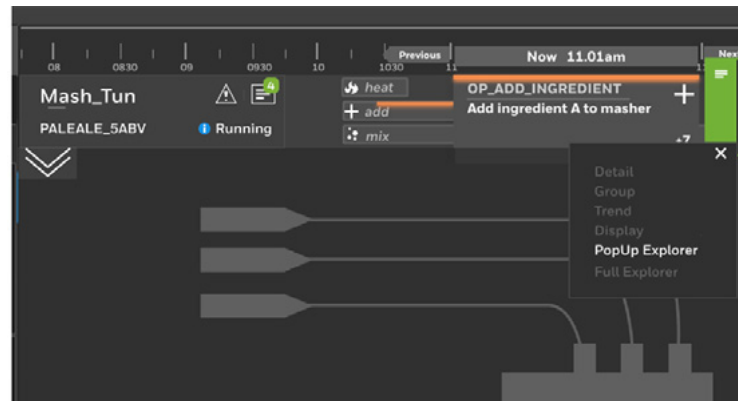 Previous
Now 11.01am
08 0830 09 0930 10 1030 11
Mash_Tun
4
PALEALE_5ABV
Running
heat
add
mix
OP_ADD_INGREDIENT
Add ingredient A to masher
+7
Detail
Group
Trend
Display
PopUp Explorer
Full Explorer